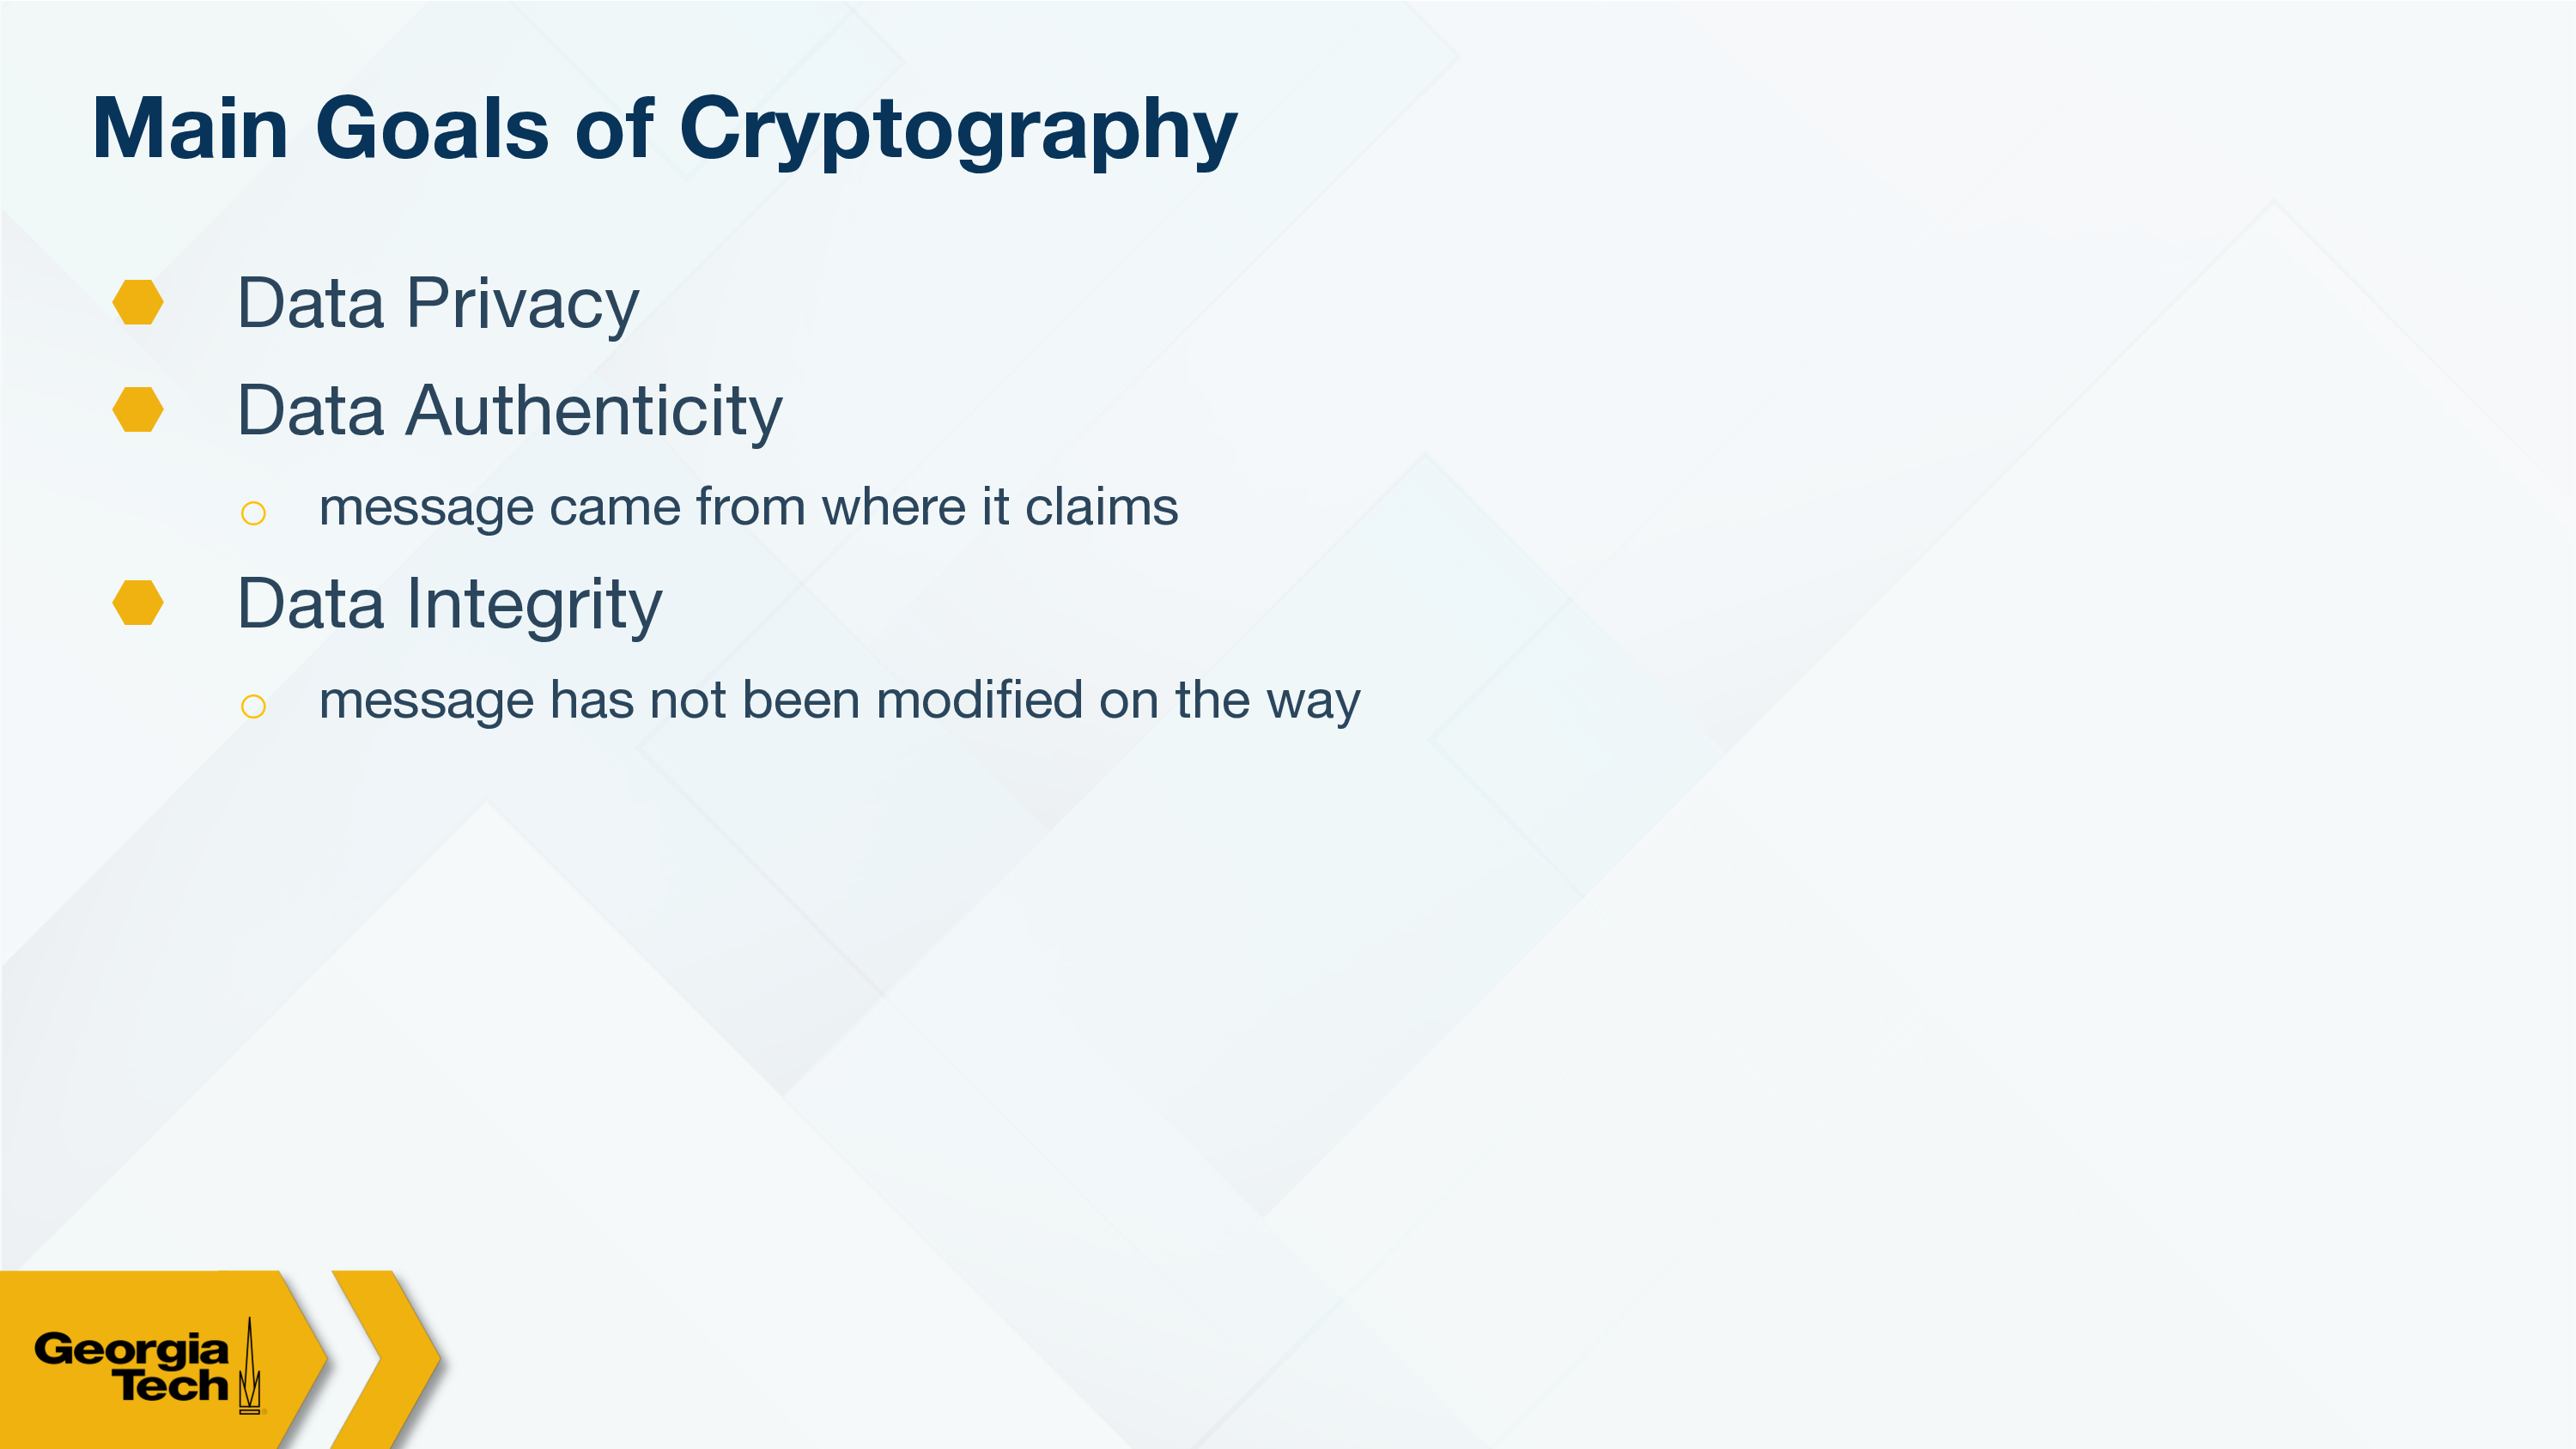 Main Goals of Cryptography
Data Privacy
Data Authenticity
message came from where it claims
Data Integrity
message has not been modified on the way
Georgia
Tech